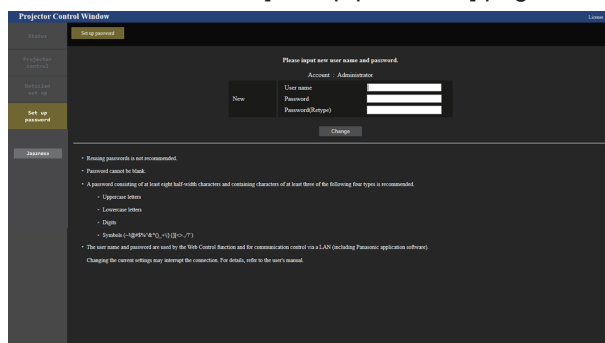 Projector Control Window
License
Status
Set up password
Projector
control
Detailed
set up
Set up
password
Japanese
Please input new user name and password.
Account : Administrator
New
User name
Password
Password(Retype)
Change
• Reusing passwords is not recommended.
• Password cannot be blank.
• A password consisting of at least eight half-width characters and containing characters of at least three of the following four types is recommended.
• Uppercase letters
• Lowercase letters
• Digits
• Symbols
• The user name and password are used by the Web Control function and for communication control via a LAN (including Panasonic application software).
Changing the current settings may interrupt the connection. For details, refer to the user's manual.